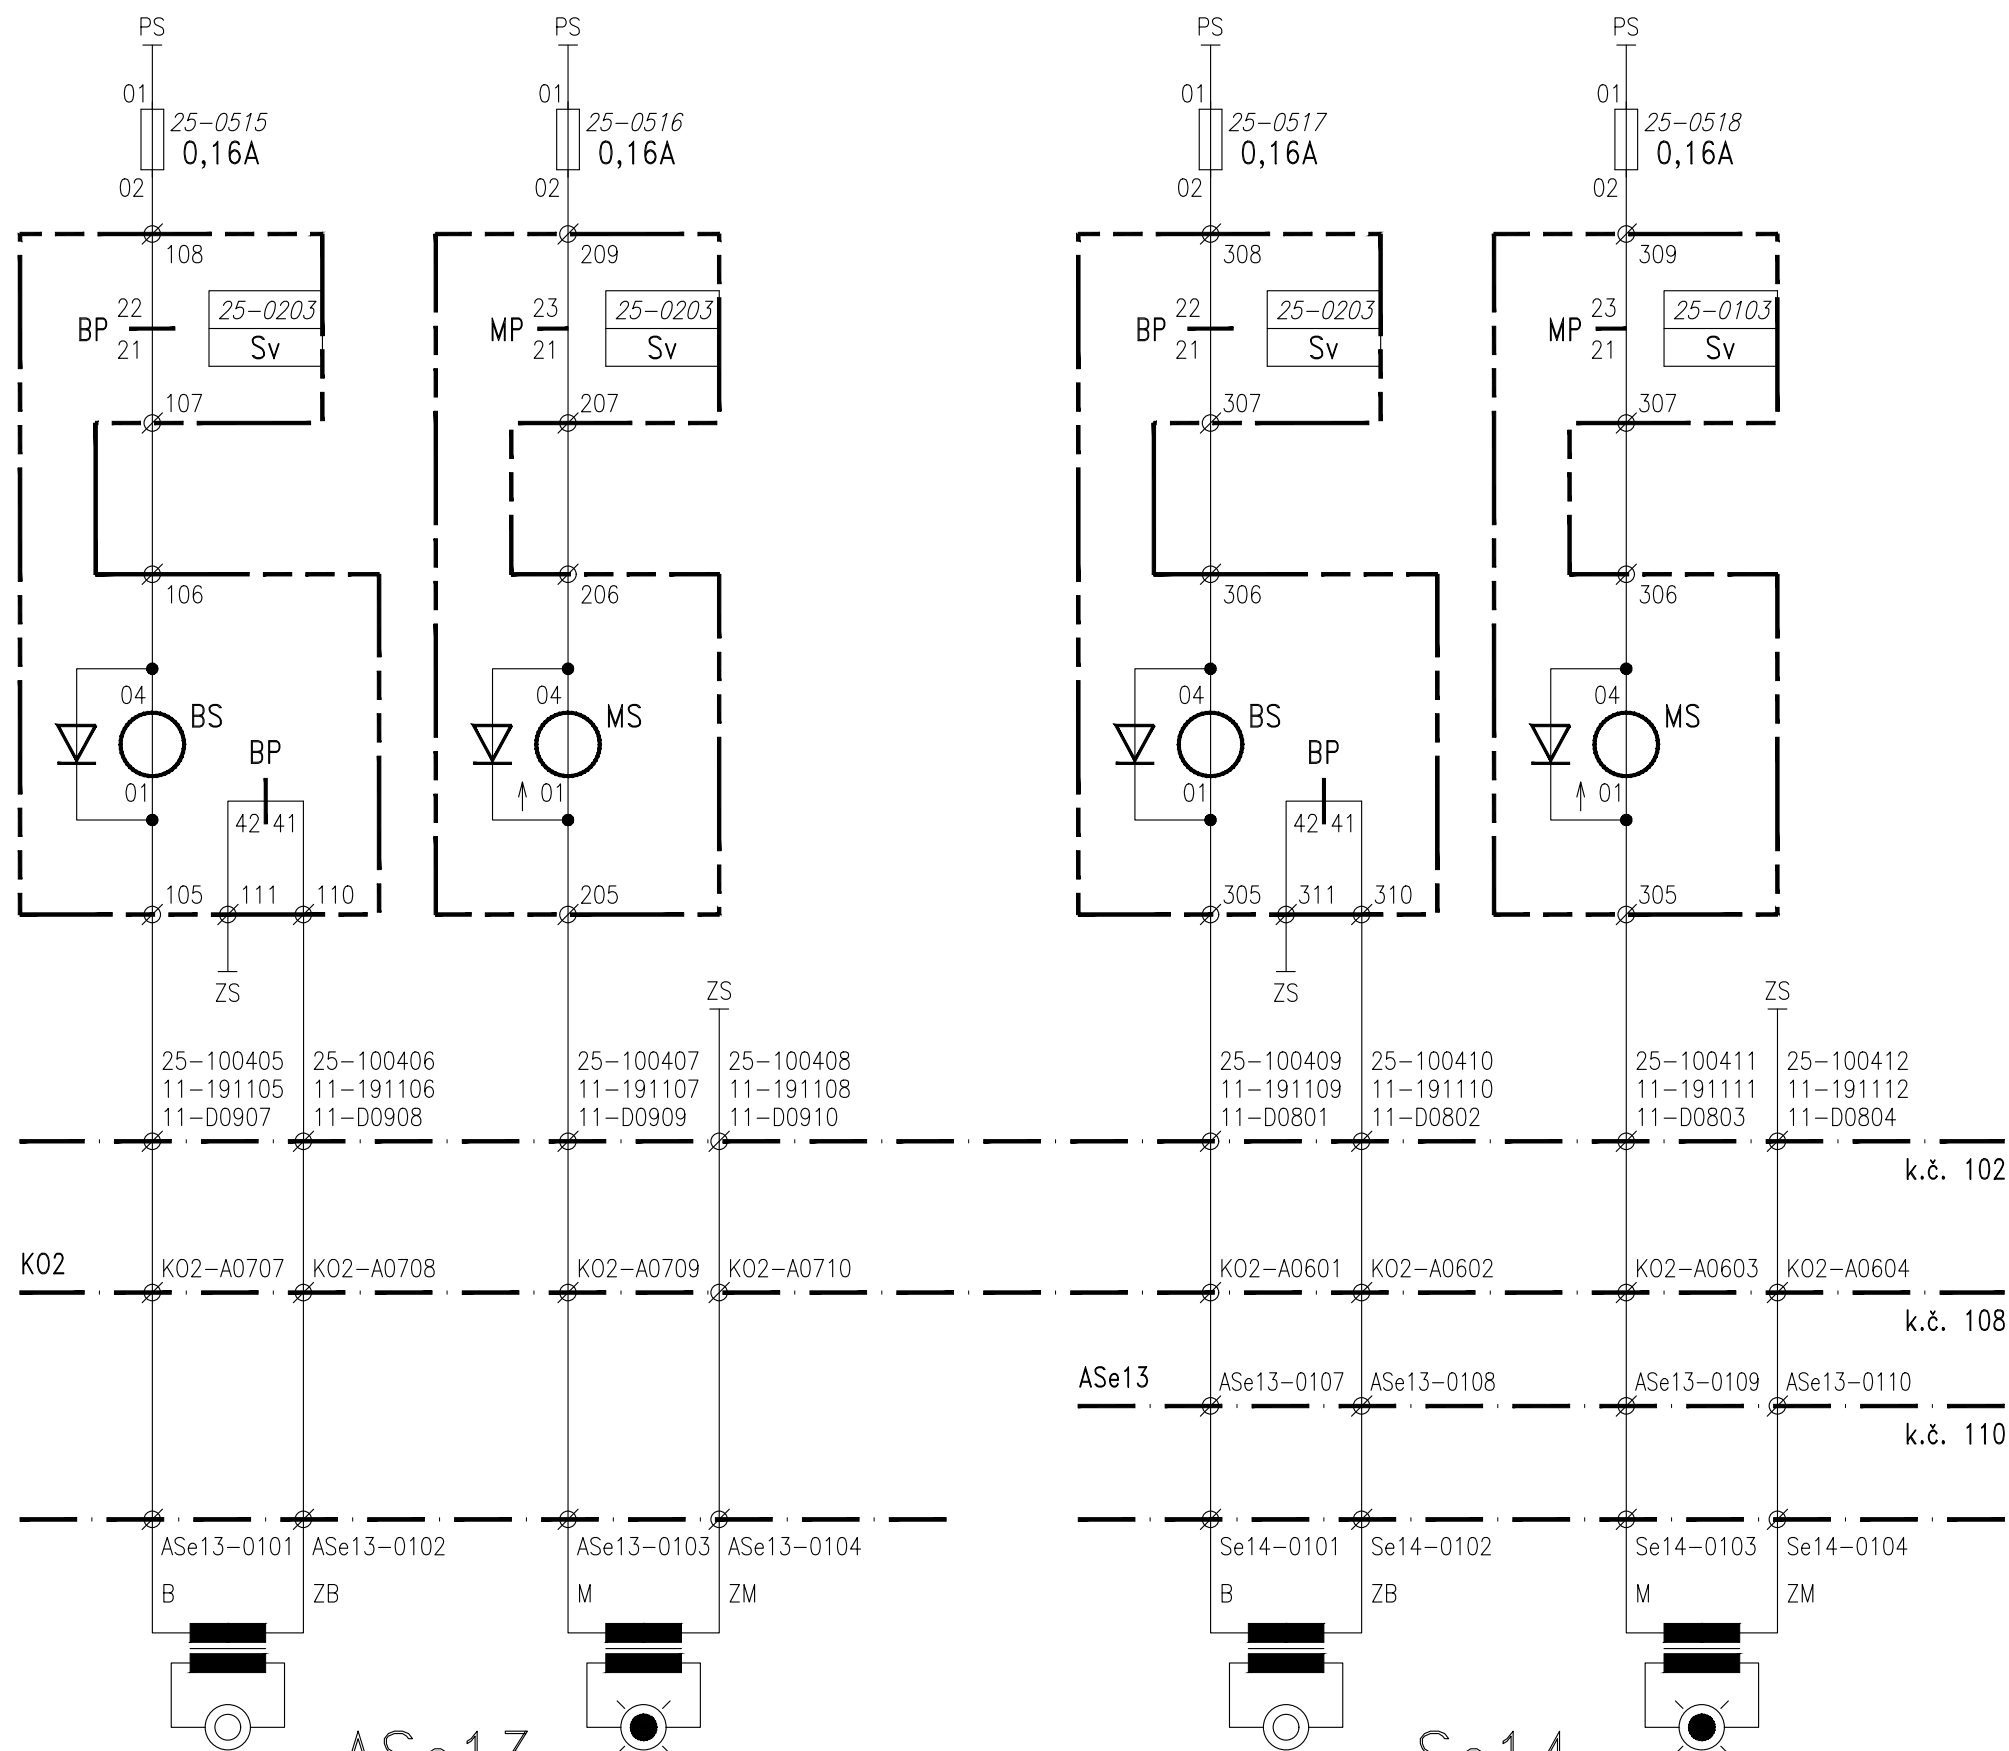 PS PS PS PS
01 01 01 01
25-0515 25-0516 25-0517 25-0518
0,16A 0,16A 0,16A 0,16A
02 02 02 02
108 209 308 309
22 25-0203 23 25-0203 22 25-0203 23 25-0103
BP MP BP MP
21 Sv 21 Sv 21 Sv 21 Sv
107 207 307 307
106 206 306 306
04 04 04 04
BS MS BS MS
BP BP
01 01 01 01
42 41 42 41
105 111 110 205 305 311 310 305
ZS ZS ZS ZS
25-100405 25-100406 25-100407 25-100408 25-100409 25-100410 25-100411 25-100412
11-191105 11-191106 11-191107 11-191108 11-191109 11-191110 11-191111 11-191112
11-D0907 11-D0908 11-D0909 11-D0910 11-D0801 11-D0802 11-D0803 11-D0804
k.č. 102
K02 K02-A0707 K02-A0708 K02-A0709 K02-A0710 K02-A0601 K02-A0602 K02-A0603 K02-A0604
k.č. 108
ASe13 ASe13-0107 ASe13-0108 ASe13-0109 ASe13-0110
k.č. 110
ASe13-0101 ASe13-0102 ASe13-0103 ASe13-0104 Se14-0101 Se14-0102 Se14-0103 Se14-0104
B ZB M ZM B ZB M ZM
ASe13 Se14